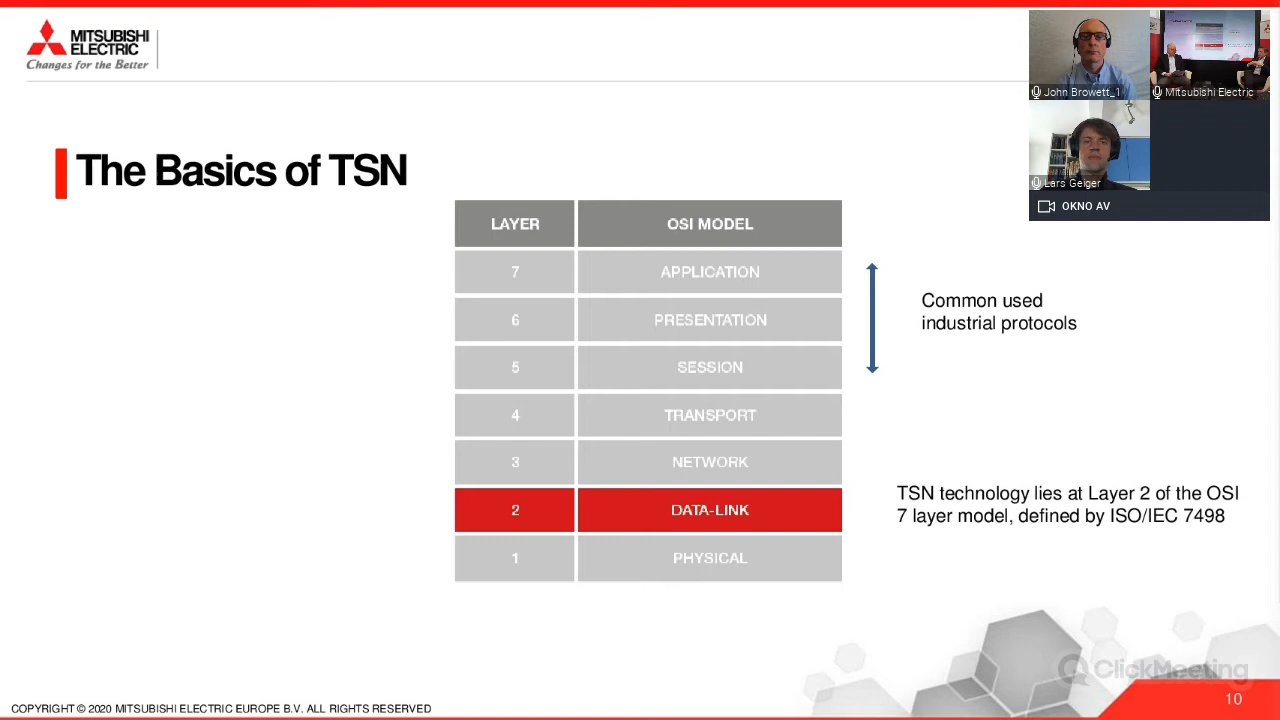 MITSUBISHI
ELECTRIC
Changes for the Better
John Browett_1
Mitsubishi Electric
Lars Geiger
OKNO AV
The Basics of TSN
LAYER OSI MODEL
7 APPLICATION
6 PRESENTATION
5 SESSION
4 TRANSPORT
3 NETWORK
2 DATA-LINK
1 PHYSICAL
Common used
industrial protocols
TSN technology lies at Layer 2 of the OSI
7 layer model, defined by ISO/IEC 7498
ClickMeeting
10
COPYRIGHT © 2020 MITSUBISHI ELECTRIC EUROPE B.V. ALL RIGHTS RESERVED